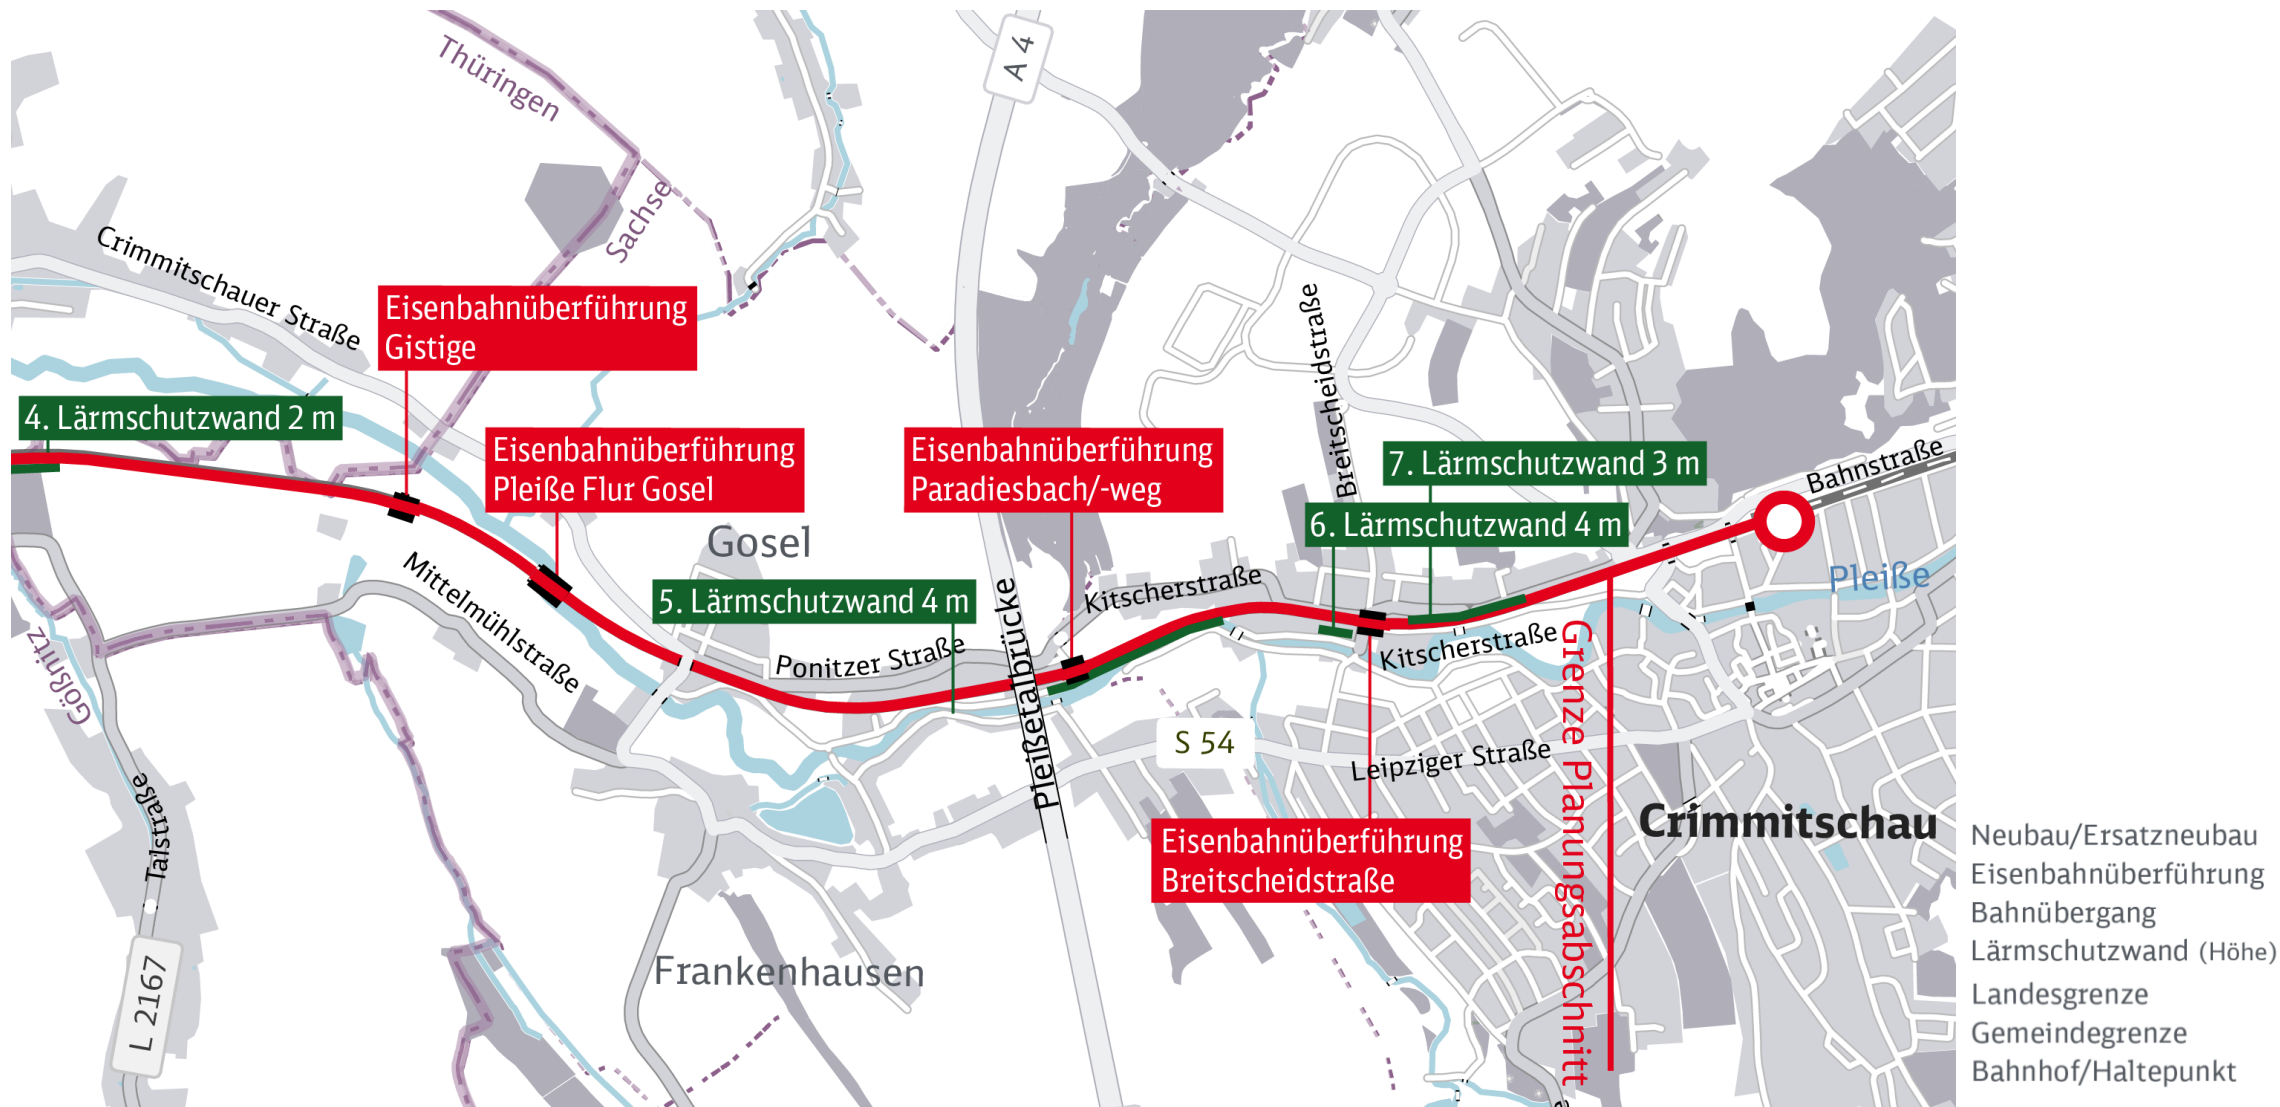 Thüringen
Sachse
A 4
Crimmitschauer Straße
Eisenbahnüberführung
Gistige
4. Lärmschutzwand 2 m
Eisenbahnüberführung
Pleiße Flur Gosel
Eisenbahnüberführung
Paradiesbach/-weg
Breitscheidstraße
7. Lärmschutzwand 3 m
6. Lärmschutzwand 4 m
Bahnstraße
Gosel
Pleiße
5. Lärmschutzwand 4 m
Kitscherstraße
Mittelmühlstraße
Ponitzer Straße
Kitscherstraße
Pleißetalbrücke
Gößnitz
S 54
Leipziger Straße
Grenze Planungsabschnitt
Talstraße
Crimmitschau
Eisenbahnüberführung
Breitscheidstraße
Frankenhausen
L 2167
Neubau/Ersatzneubau
Eisenbahnüberführung
Bahnübergang
Lärmschutzwand (Höhe)
Landesgrenze
Gemeindegrenze
Bahnhof/Haltepunkt